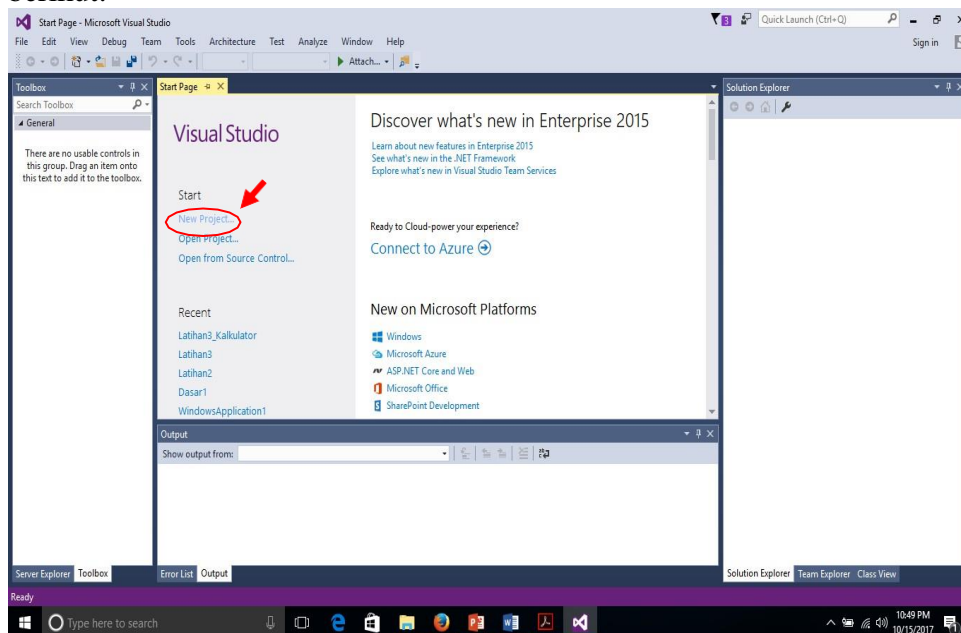 Start Page - Microsoft Visual Studio
3
Quick Launch (Ctrl+Q)
File Edit View Debug Team Tools Architecture Test Analyze Window Help
Sign in
Attach...
Toolbox
Search Toolbox
General
There are no usable controls in
this group. Drag an item onto
this text to add it to the toolbox.
Start Page
Visual Studio
Start
New Project...
Open Project...
Open from Source Control...
Recent
Latihan3_Kalkulator
Latihan3
Latihan2
Dasar1
WindowsApplication1
Discover what's new in Enterprise 2015
Learn about new features in Enterprise 2015
See what's new in the .NET Framework
Explore what's new in Visual Studio Team Services
Ready to Cloud-power your experience?
Connect to Azure
New on Microsoft Platforms
Windows
Microsoft Azure
ASP.NET Core and Web
Microsoft Office
SharePoint Development
Solution Explorer
Output
Show output from:
Server Explorer Toolbox
Error List Output
Solution Explorer Team Explorer Class View
Ready
Type here to search
10:49 PM
10/15/2017